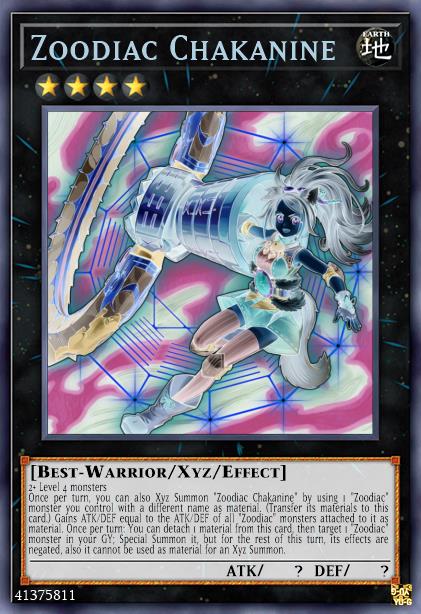 Zoodiac Chakanine
EARTH
地
[Best-Warrior/Xyz/Effect]
2+ Level 4 monsters
Once per turn, you can also Xyz Summon "Zoodiac Chakanine" by using 1 "Zoodiac"
monster you control with a different name as material. (Transfer its materials to this
card.) Gains ATK/DEF equal to the ATK/DEF of all "Zoodiac" monsters attached to it as
material. Once per turn: You can detach 1 material from this card, then target 1 "Zoodiac"
monster in your GY; Special Summon it, but for the rest of this turn, its effects are
negated, also it cannot be used as material for an Xyz Summon.
ATK/ ? DEF/ ?
41375811